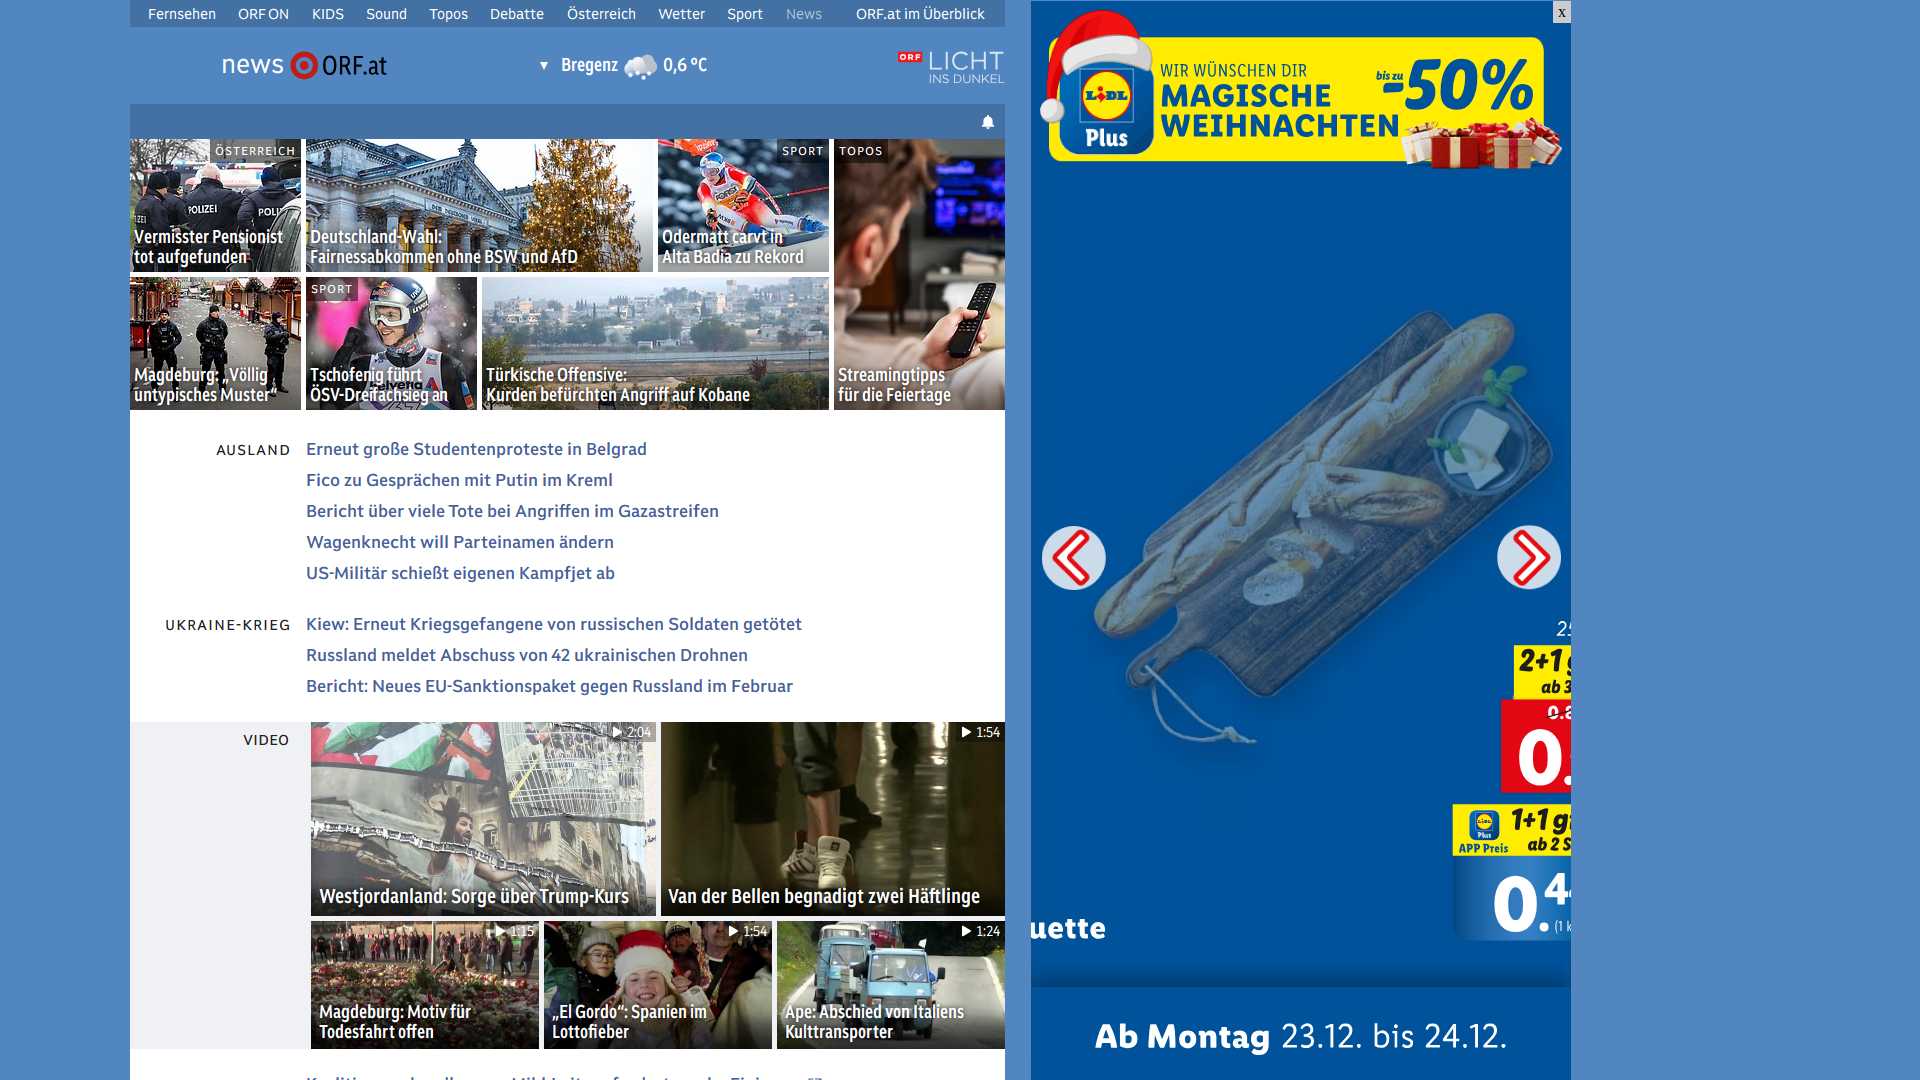 Fernsehen ORF ON KIDS Sound Topos Debatte Österreich Wetter Sport News ORF.at im Überblick
news ORF.at
▼ Bregenz 0,6 °C
ORF LICHT
INS DUNKEL
ÖSTERREICH
POLIZEI
Vermisster Pensionist
tot aufgefunden
Deutschland-Wahl:
Fairnessabkommen ohne BSW und AfD
SPORT
Odermatt carvt in
Alta Badia zu Rekord
TOPOS
Streamingtipps
für die Feiertage
Magdeburg: „Völlig
untypisches Muster“
SPORT
helvetia
Tschofenig führt
ÖSV-Dreifachsieg an
Türkische Offensive:
Kurden befürchten Angriff auf Kobane
AUSLAND
Erneut große Studentenproteste in Belgrad
Fico zu Gesprächen mit Putin im Kreml
Bericht über viele Tote bei Angriffen im Gazastreifen
Wagenknecht will Parteinamen ändern
US-Militär schießt eigenen Kampfjet ab
UKRAINE-KRIEG
Kiew: Erneut Kriegsgefangene von russischen Soldaten getötet
Russland meldet Abschuss von 42 ukrainischen Drohnen
Bericht: Neues EU-Sanktionspaket gegen Russland im Februar
VIDEO
2:04
Westjordanland: Sorge über Trump-Kurs
1:54
Van der Bellen begnadigt zwei Häftlinge
1:15
Magdeburg: Motiv für
Todesfahrt offen
1:54
„El Gordo“: Spanien im
Lottofieber
1:24
Ape: Abschied von Italiens
Kulttransporter
x
LIDL
Plus
WIR WÜNSCHEN DIR
MAGISCHE
WEIHNACHTEN
bis zu
-50%
2+1
ab 3
0.
LIDL
Plus
APP Preis
1+1
ab 2 S
0.44
(1 k
uette
Ab Montag 23.12. bis 24.12.